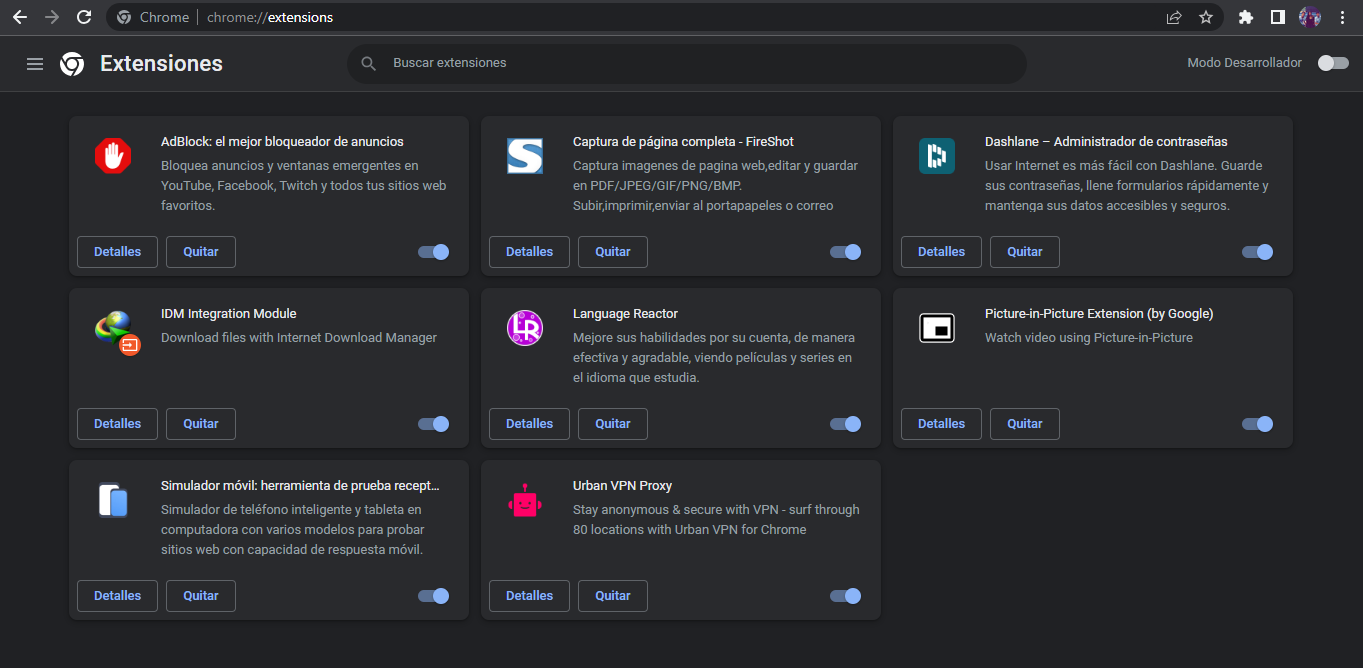 Chrome | chrome://extensions
Extensiones
Buscar extensiones
Modo Desarrollador
AdBlock: el mejor bloqueador de anuncios
Bloquea anuncios y ventanas emergentes en
YouTube, Facebook, Twitch y todos tus sitios web
favoritos.
Detalles
Quitar
Captura de página completa - FireShot
Captura imagenes de pagina web,editar y guardar
en PDF/JPEG/GIF/PNG/BMP.
Subir,imprimir,enviar al portapapeles o correo
Detalles
Quitar
Dashlane – Administrador de contraseñas
Usar Internet es más fácil con Dashlane. Guarde
sus contraseñas, llene formularios rápidamente y
mantenga sus datos accesibles y seguros.
Detalles
Quitar
IDM Integration Module
Download files with Internet Download Manager
Detalles
Quitar
LR
Language Reactor
Mejore sus habilidades por su cuenta, de manera
efectiva y agradable, viendo películas y series en
el idioma que estudia.
Detalles
Quitar
Picture-in-Picture Extension (by Google)
Watch video using Picture-in-Picture
Detalles
Quitar
Simulador móvil: herramienta de prueba recept...
Simulador de teléfono inteligente y tableta en
computadora con varios modelos para probar
sitios web con capacidad de respuesta móvil.
Detalles
Quitar
Urban VPN Proxy
Stay anonymous & secure with VPN - surf through
80 locations with Urban VPN for Chrome
Detalles
Quitar